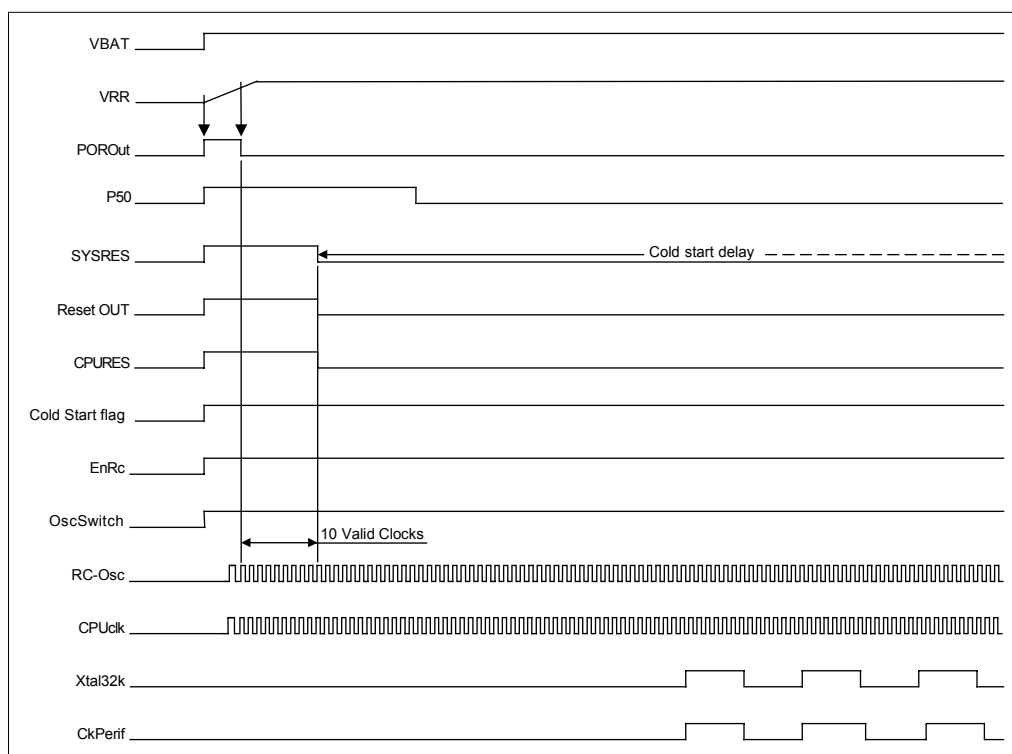 VBAT
VRR
POROut
P50
SYSRES
Cold start delay
Reset OUT
CPURES
Cold Start flag
EnRc
OscSwitch
10 Valid Clocks
RC-Osc
CPUclk
Xtal32k
CkPerif